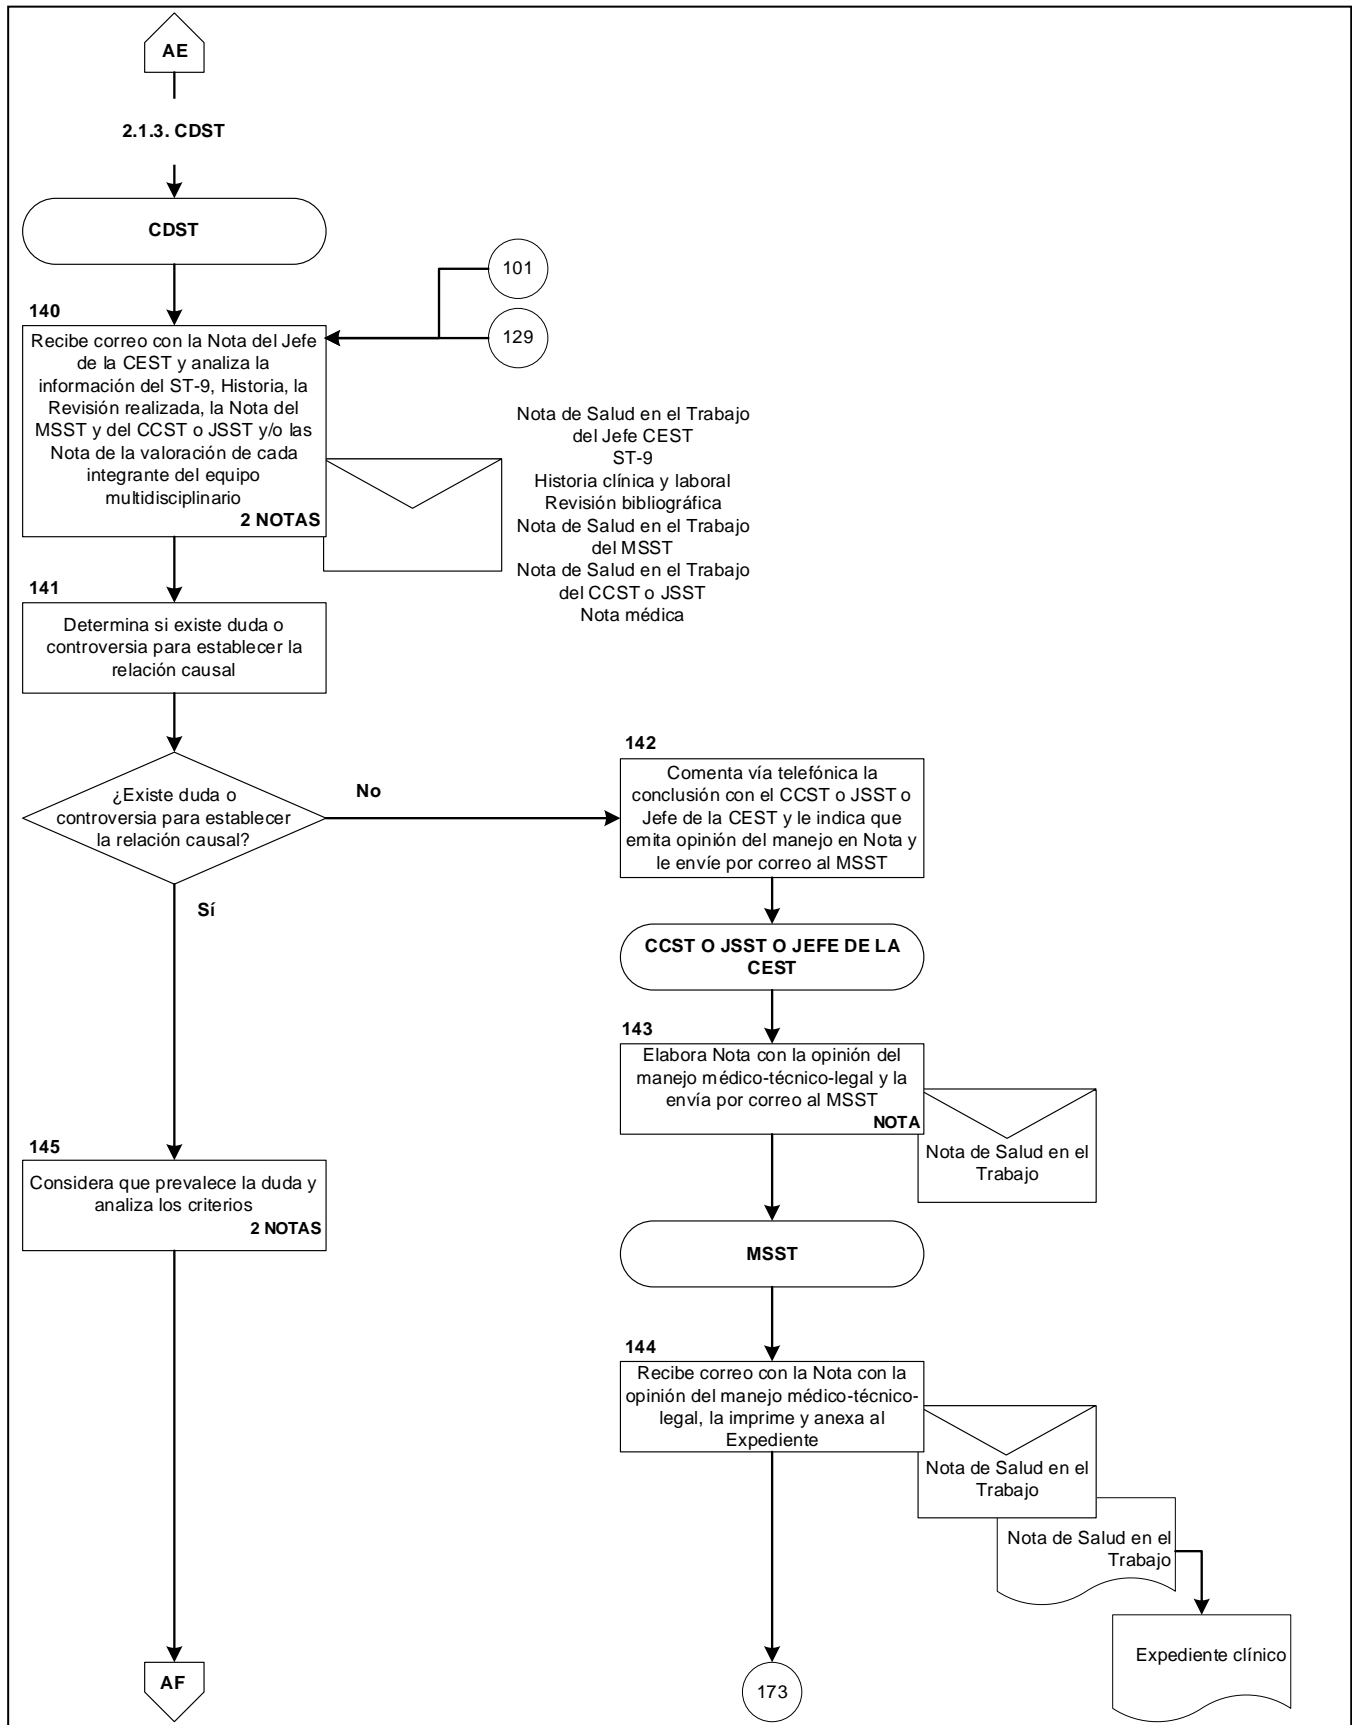 AE
2.1.3. CDST
CDST
101
129
140
Recibe correo con la Nota del Jefe
de la CEST y analiza la
información del ST-9, Historia, la
Revisión realizada, la Nota del
MSST y del CCST o JSST y/o las
Nota de la valoración de cada
integrante del equipo
multidisciplinario
2 NOTAS
Nota de Salud en el Trabajo
del Jefe CEST
ST-9
Historia clínica y laboral
Revisión bibliográfica
Nota de Salud en el Trabajo
del MSST
Nota de Salud en el Trabajo
del CCST o JSST
Nota médica
141
Determina si existe duda o
controversia para establecer la
relación causal
¿Existe duda o
controversia para establecer
la relación causal?
No
Sí
142
Comenta vía telefónica la
conclusión con el CCST o JSST o
Jefe de la CEST y le indica que
emita opinión del manejo en Nota y
le envíe por correo al MSST
CCST O JSST O JEFE DE LA
CEST
143
Elabora Nota con la opinión del
manejo médico-técnico-legal y la
envía por correo al MSST
NOTA
Nota de Salud en el
Trabajo
145
Considera que prevalece la duda y
analiza los criterios
2 NOTAS
MSST
144
Recibe correo con la Nota con la
opinión del manejo médico-técnico-
legal, la imprime y anexa al
Expediente
Nota de Salud en el
Trabajo
Nota de Salud en el
Trabajo
Expediente clínico
AF
173